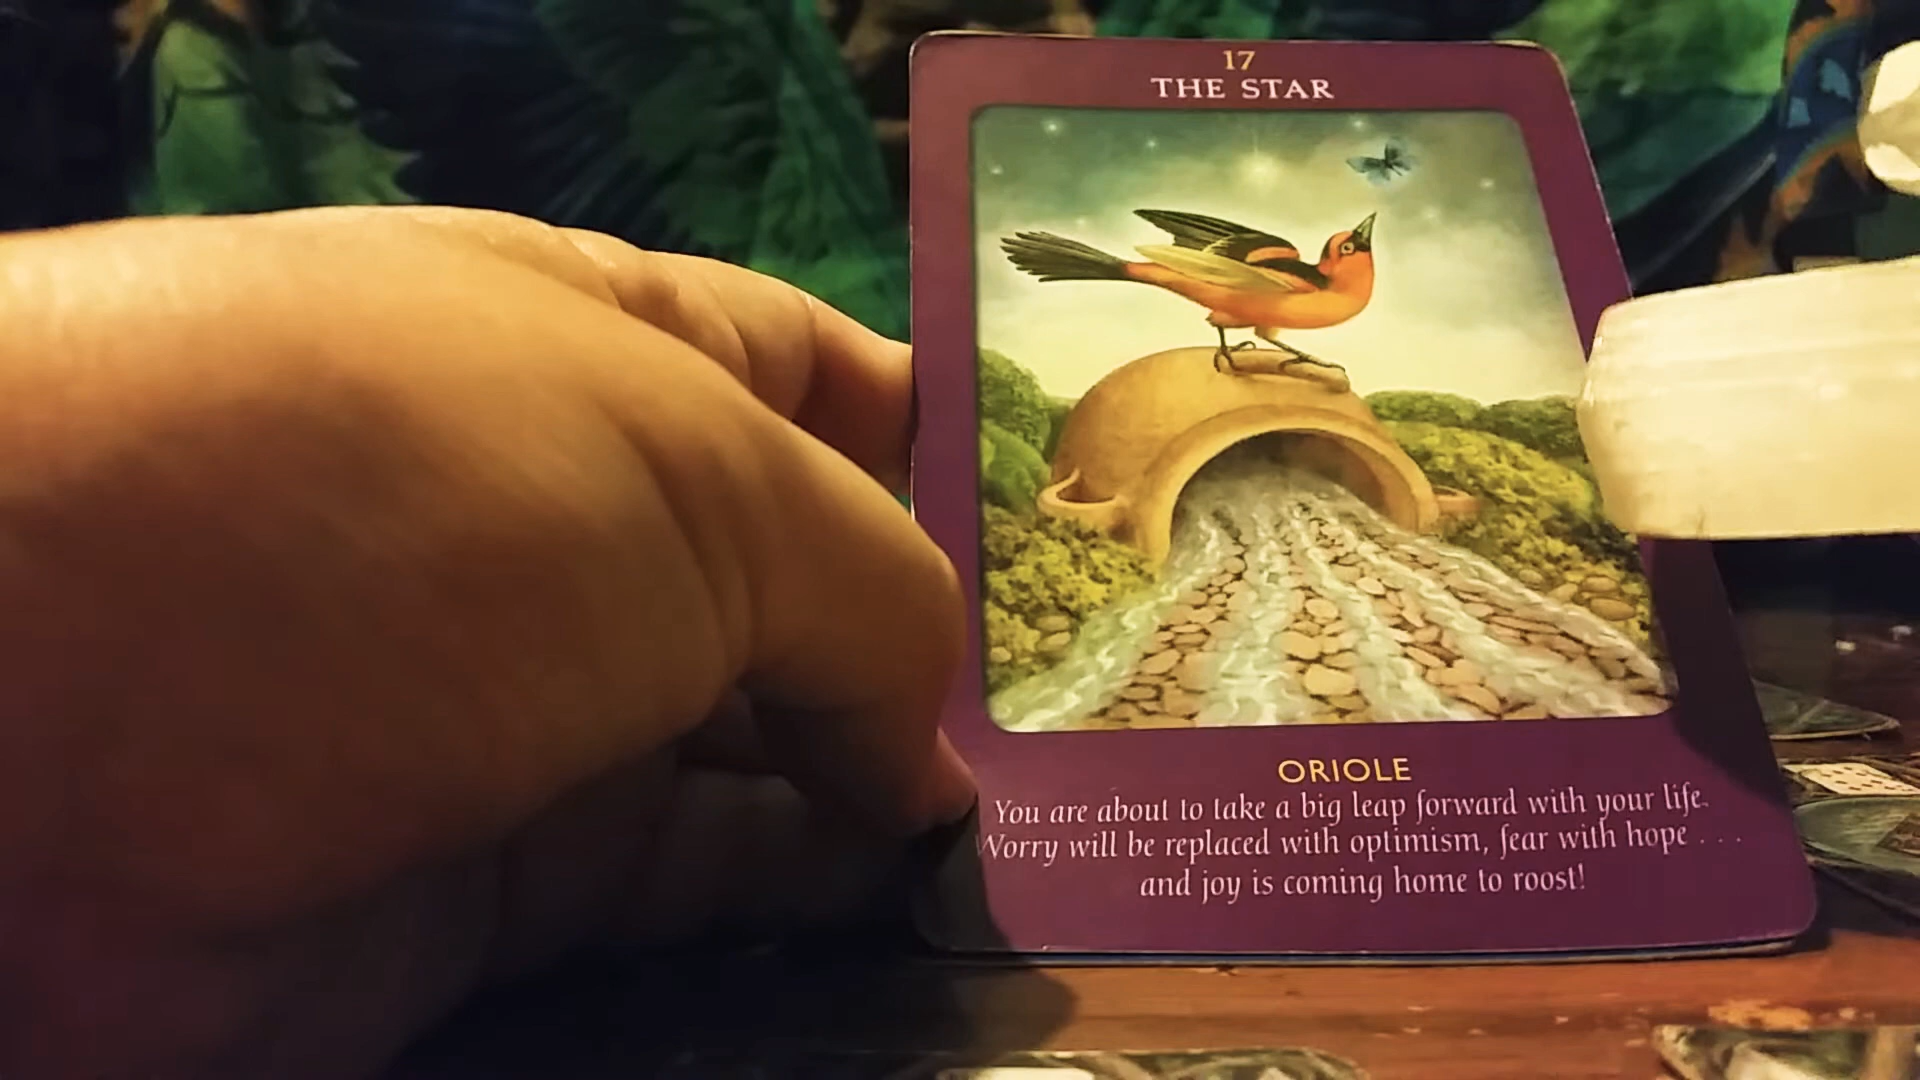 17
THE STAR
ORIOLE
You are about to take a big leap forward with your life.
Worry will be replaced with optimism, fear with hope . . .
and joy is coming home to roost!